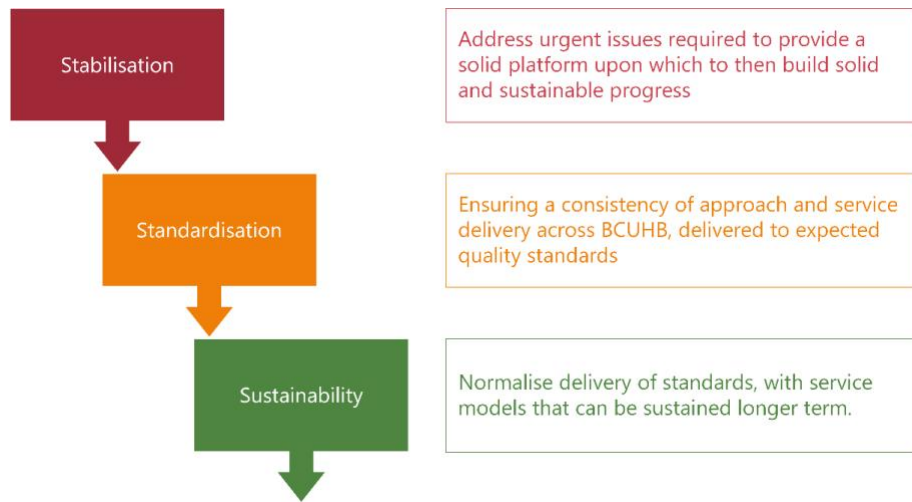 Stabilisation
Address urgent issues required to provide a
solid platform upon which to then build solid
and sustainable progress
Standardisation
Ensuring a consistency of approach and service
delivery across BCUHB, delivered to expected
quality standards
Sustainability
Normalise delivery of standards, with service
models that can be sustained longer term.